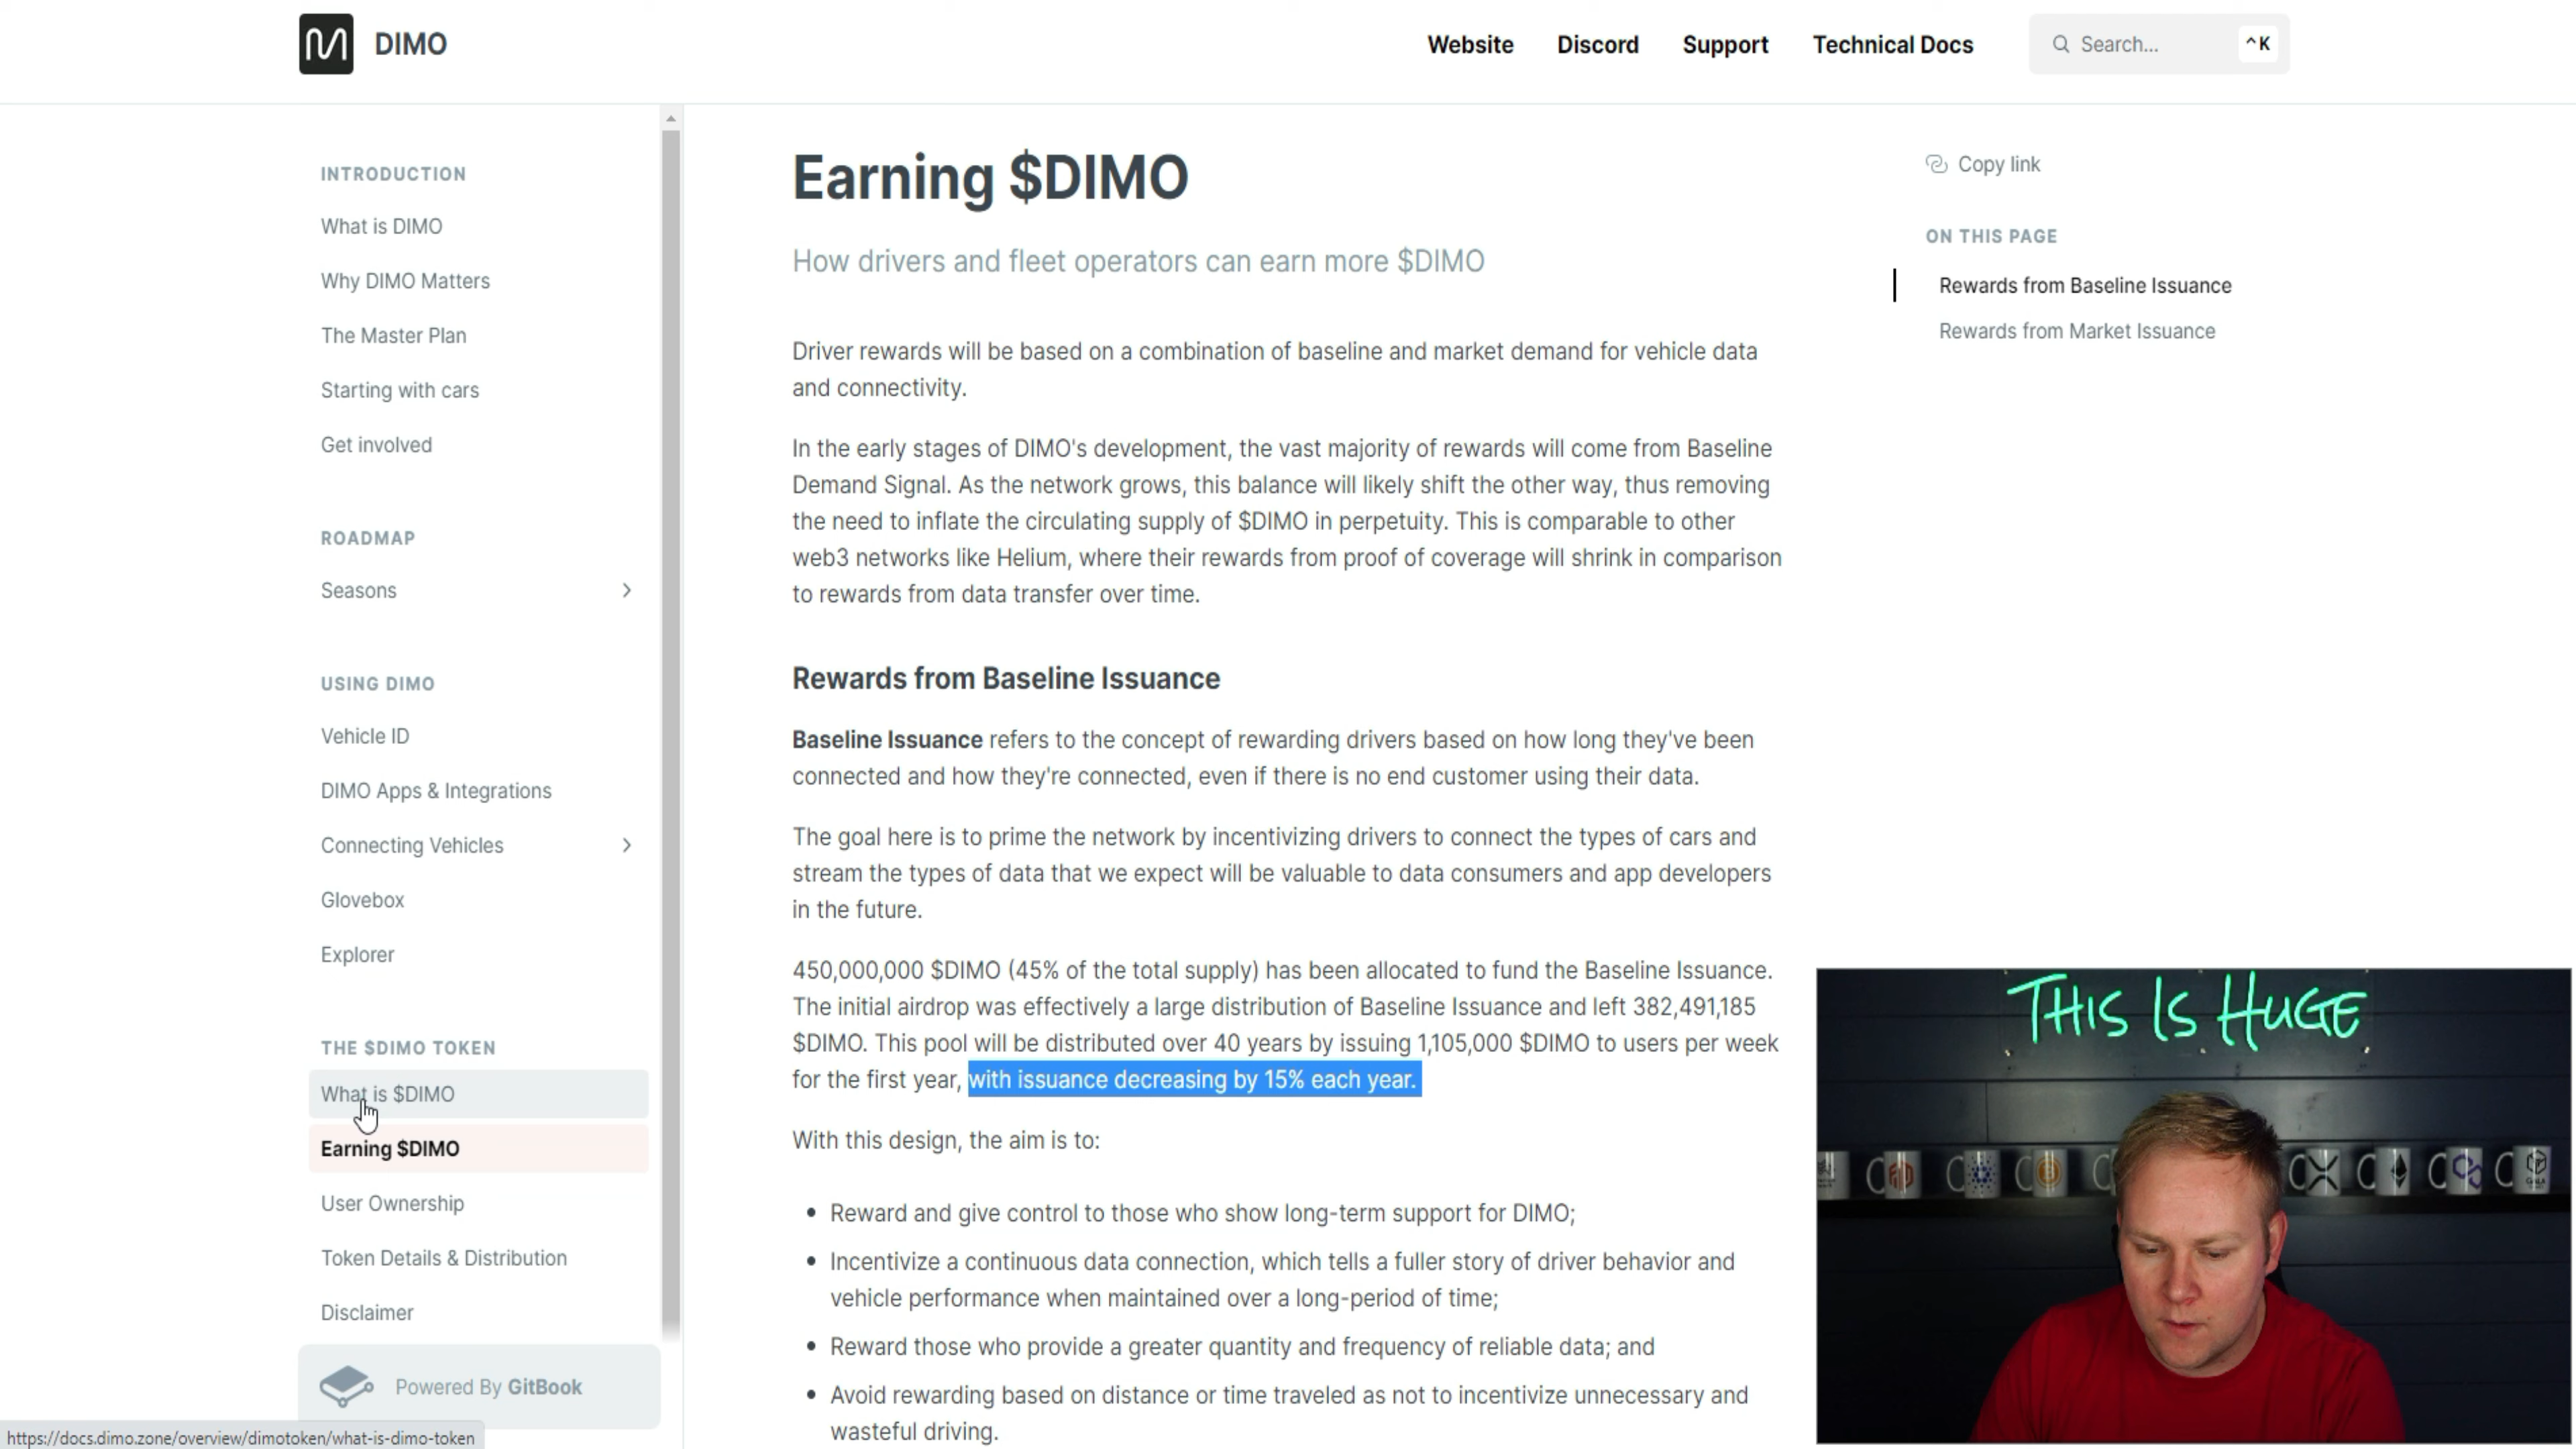 DIMO
Website
Discord
Support
Technical Docs
Search...
^K
INTRODUCTION
What is DIMO
Why DIMO Matters
The Master Plan
Starting with cars
Get involved
ROADMAP
Seasons
USING DIMO
Vehicle ID
DIMO Apps & Integrations
Connecting Vehicles
Glovebox
Explorer
THE $DIMO TOKEN
What is $DIMO
Earning $DIMO
User Ownership
Token Details & Distribution
Disclaimer
Powered By GitBook
https://docs.dimo.zone/overview/dimotoken/what-is-dimo-token
Earning $DIMO
How drivers and fleet operators can earn more $DIMO
Driver rewards will be based on a combination of baseline and market demand for vehicle data
and connectivity.
In the early stages of DIMO's development, the vast majority of rewards will come from Baseline
Demand Signal. As the network grows, this balance will likely shift the other way, thus removing
the need to inflate the circulating supply of $DIMO in perpetuity. This is comparable to other
web3 networks like Helium, where their rewards from proof of coverage will shrink in comparison
to rewards from data transfer over time.
Rewards from Baseline Issuance
Baseline Issuance refers to the concept of rewarding drivers based on how long they've been
connected and how they're connected, even if there is no end customer using their data.
The goal here is to prime the network by incentivizing drivers to connect the types of cars and
stream the types of data that we expect will be valuable to data consumers and app developers
in the future.
450,000,000 $DIMO (45% of the total supply) has been allocated to fund the Baseline Issuance.
The initial airdrop was effectively a large distribution of Baseline Issuance and left 382,491,185
$DIMO. This pool will be distributed over 40 years by issuing 1,105,000 $DIMO to users per week
for the first year, with issuance decreasing by 15% each year.
With this design, the aim is to:
• Reward and give control to those who show long-term support for DIMO;
• Incentivize a continuous data connection, which tells a fuller story of driver behavior and
vehicle performance when maintained over a long-period of time;
• Reward those who provide a greater quantity and frequency of reliable data; and
• Avoid rewarding based on distance or time traveled as not to incentivize unnecessary and
wasteful driving.
Copy link
ON THIS PAGE
Rewards from Baseline Issuance
Rewards from Market Issuance
THIS IS HUGE